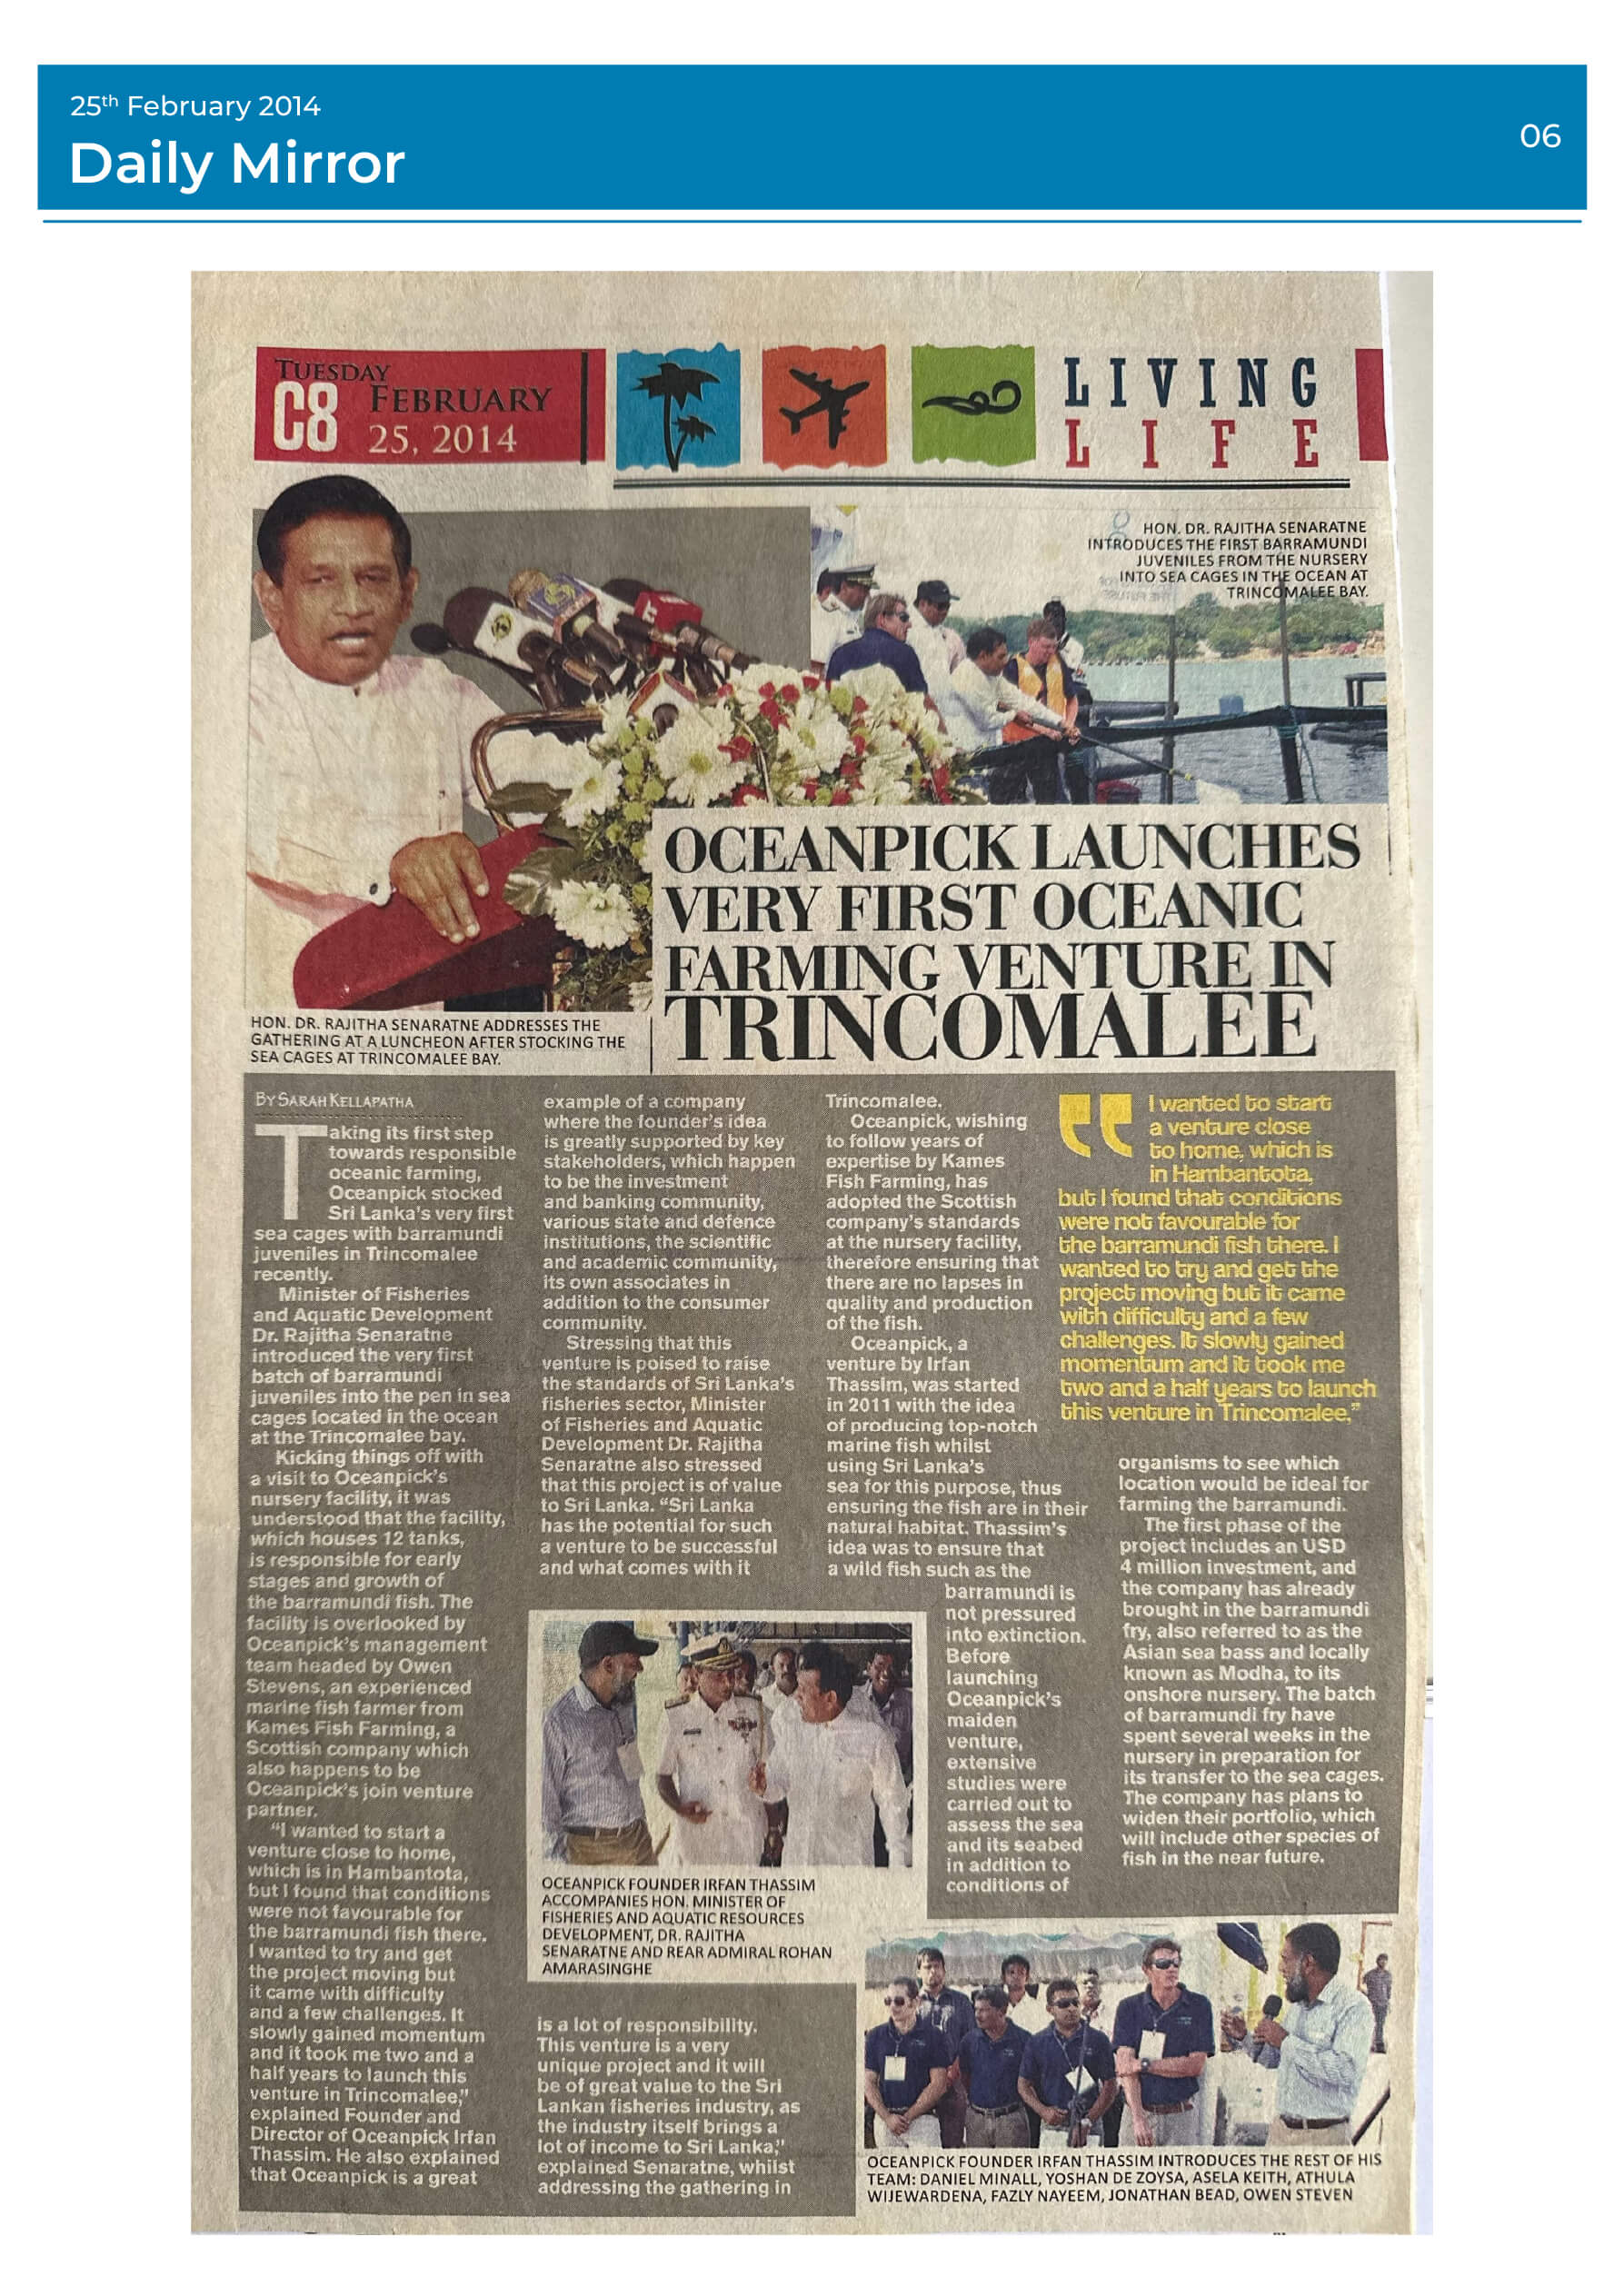 25th February 2014
Daily Mirror
06
TUESDAY
C8
FEBRUARY
25, 2014
LIVING
LIFE
HON. DR. RAJITHA SENARATNE
INTRODUCES THE FIRST BARRAMUNDI
JUVENILES FROM THE NURSERY
INTO SEA CAGES IN THE OCEAN AT
TRINCOMALEE BAY.
OCEANPICK LAUNCHES
VERY FIRST OCEANIC
FARMING VENTURE IN
TRINCOMALEE
HON. DR. RAJITHA SENARATNE ADDRESSES THE
GATHERING AT A LUNCHEON AFTER STOCKING THE
SEA CAGES AT TRINCOMALEE BAY.
BY SARAH KELLAPATHA
Taking its first step
towards responsible
oceanic farming,
Oceanpick stocked
Sri Lanka's very first
sea cages with barramundi
juveniles in Trincomalee
recently.
Minister of Fisheries
and Aquatic Development
Dr. Rajitha Senaratne
introduced the very first
batch of barramundi
juveniles into the pen in sea
cages located in the ocean
at the Trincomalee bay.
Kicking things off with
a visit to Oceanpick's
nursery facility, it was
understood that the facility,
which houses 12 tanks,
is responsible for early
stages and growth of
the barramundi fish. The
facility is overlooked by
Oceanpick's management
team headed by Owen
Stevens, an experienced
marine fish farmer from
Kames Fish Farming, a
Scottish company which
also happens to be
Oceanpick's join venture
partner.
"I wanted to start a
venture close to home,
which is in Hambantota,
but I found that conditions
were not favourable for
the barramundi fish there.
I wanted to try and get
the project moving but
it came with difficulty
and a few challenges. It
slowly gained momentum
and it took me two and a
half years to launch this
venture in Trincomalee,"
explained Founder and
Director of Oceanpick Irfan
Thassim. He also explained
that Oceanpick is a great
example of a company
where the founder's idea
is greatly supported by key
stakeholders, which happen
to be the investment
and banking community,
various state and defence
institutions, the scientific
and academic community,
its own associates in
addition to the consumer
community.
Stressing that this
venture is poised to raise
the standards of Sri Lanka's
fisheries sector, Minister
of Fisheries and Aquatic
Development Dr. Rajitha
Senaratne also stressed
that this project is of value
to Sri Lanka. "Sri Lanka
has the potential for such
a venture to be successful
and what comes with it
OCEANPICK FOUNDER IRFAN THASSIM
ACCOMPANIES HON. MINISTER OF
FISHERIES AND AQUATIC RESOURCES
DEVELOPMENT, DR. RAJITHA
SENARATNE AND REAR ADMIRAL ROHAN
AMARASINGHE
is a lot of responsibility.
This venture is a very
unique project and it will
be of great value to the Sri
Lankan fisheries industry, as
the industry itself brings a
lot of income to Sri Lanka,"
explained Senaratne, whilst
addressing the gathering in
Trincomalee.
Oceanpick, wishing
to follow years of
expertise by Kames
Fish Farming, has
adopted the Scottish
company's standards
at the nursery facility,
therefore ensuring that
there are no lapses in
quality and production
of the fish.
Oceanpick, a
venture by Irfan
Thassim, was started
in 2011 with the idea
of producing top-notch
marine fish whilst
using Sri Lanka's
sea for this purpose, thus
ensuring the fish are in their
natural habitat. Thassim's
idea was to ensure that
a wild fish such as the
barramundi is
not pressured
into extinction.
Before
launching
Oceanpick's
maiden
venture,
extensive
studies were
carried out to
assess the sea
and its seabed
in addition to
conditions of
"I wanted to start
a venture close
to home, which is
in Hambantota,
but I found that conditions
were not favourable for
the barramundi fish there. I
wanted to try and get the
project moving but it came
with difficulty and a few
challenges. It slowly gained
momentum and it took me
two and a half years to launch
this venture in Trincomalee,"
organisms to see which
location would be ideal for
farming the barramundi.
The first phase of the
project includes an USD
4 million investment, and
the company has already
brought in the barramundi
fry, also referred to as the
Asian sea bass and locally
known as Modha, to its
onshore nursery. The batch
of barramundi fry have
spent several weeks in the
nursery in preparation for
its transfer to the sea cages.
The company has plans to
widen their portfolio, which
will include other species of
fish in the near future.
OCEANPICK FOUNDER IRFAN THASSIM INTRODUCES THE REST OF HIS
TEAM: DANIEL MINALL, YOSHAN DE ZOYSA, ASELA KEITH, ATHULA
WIJEWARDENA, FAZLY NAYEEM, JONATHAN BEAD, OWEN STEVEN